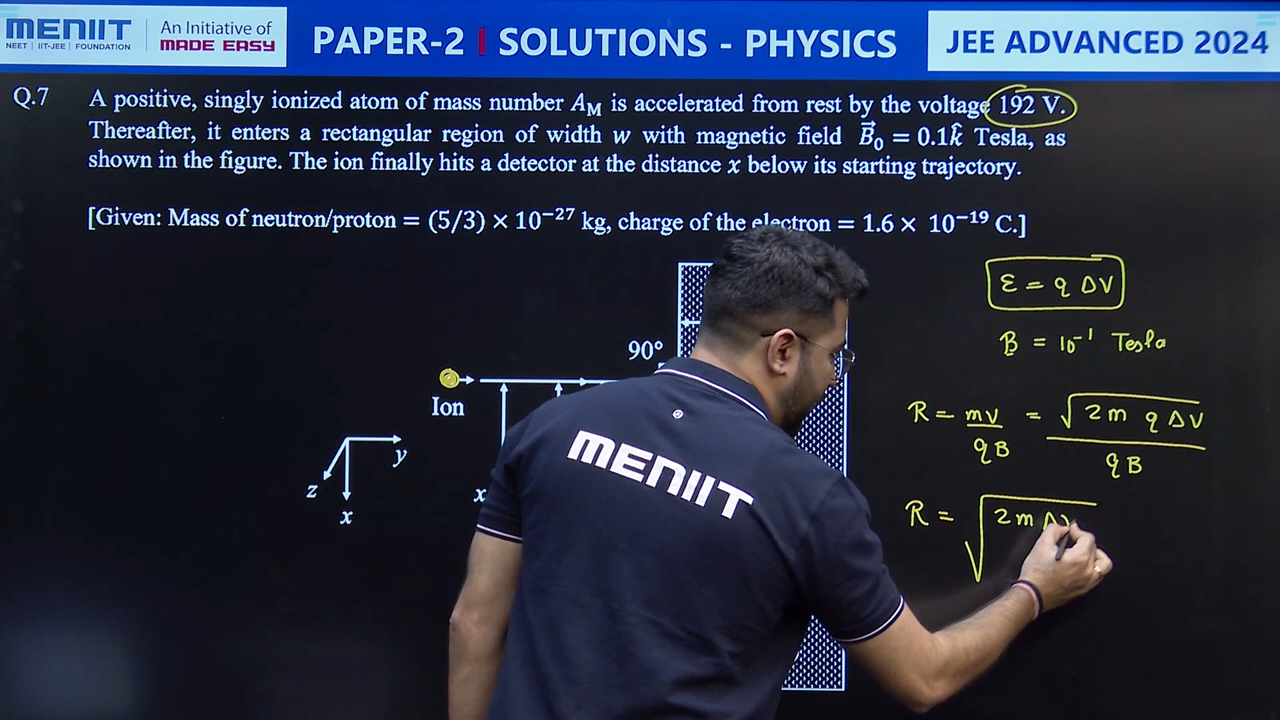 MENIIT
NEET | IIT-JEE | FOUNDATION
An Initiative of
MADE EASY
PAPER-2 | SOLUTIONS - PHYSICS
JEE ADVANCED 2024
Q.7 A positive, singly ionized atom of mass number A_M is accelerated from rest by the voltage 192 V.
Thereafter, it enters a rectangular region of width w with magnetic field B⃗₀ = 0.1k̂ Tesla, as
shown in the figure. The ion finally hits a detector at the distance x below its starting trajectory.
[Given: Mass of neutron/proton = (5/3) × 10⁻²⁷ kg, charge of the electron = 1.6 × 10⁻¹⁹ C.]
ε = q ΔV
B = 10⁻¹ Tesla
90°
Ion
R = mv/qB = √(2m q ΔV)/qB
y
z
x
x
R = √2m ΔV
MENIIT